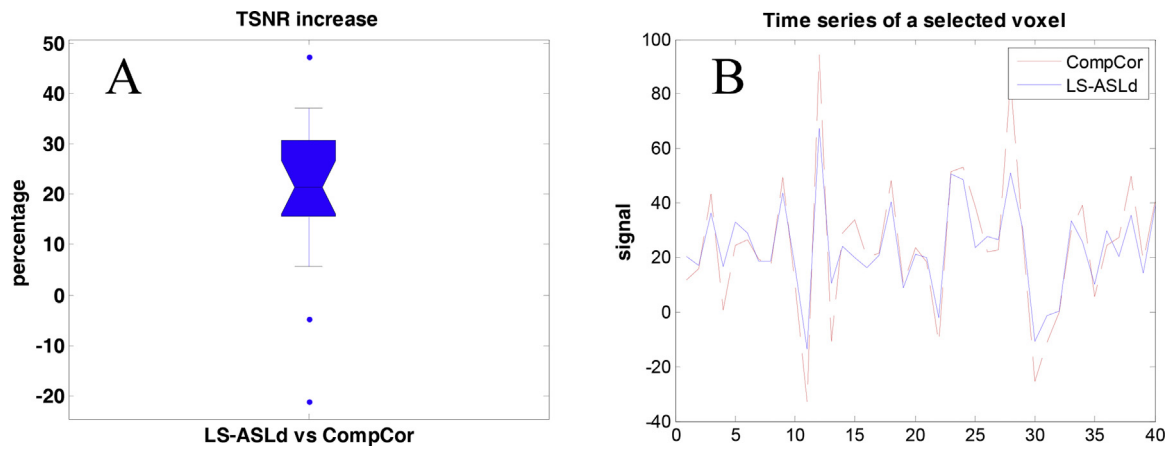 TSNR increase
A
percentage
50
40
30
20
10
0
-10
-20
LS-ASLd vs CompCor
Time series of a selected voxel
B
CompCor
LS-ASLd
signal
100
80
60
40
20
0
-20
-40
0 5 10 15 20 25 30 35 40